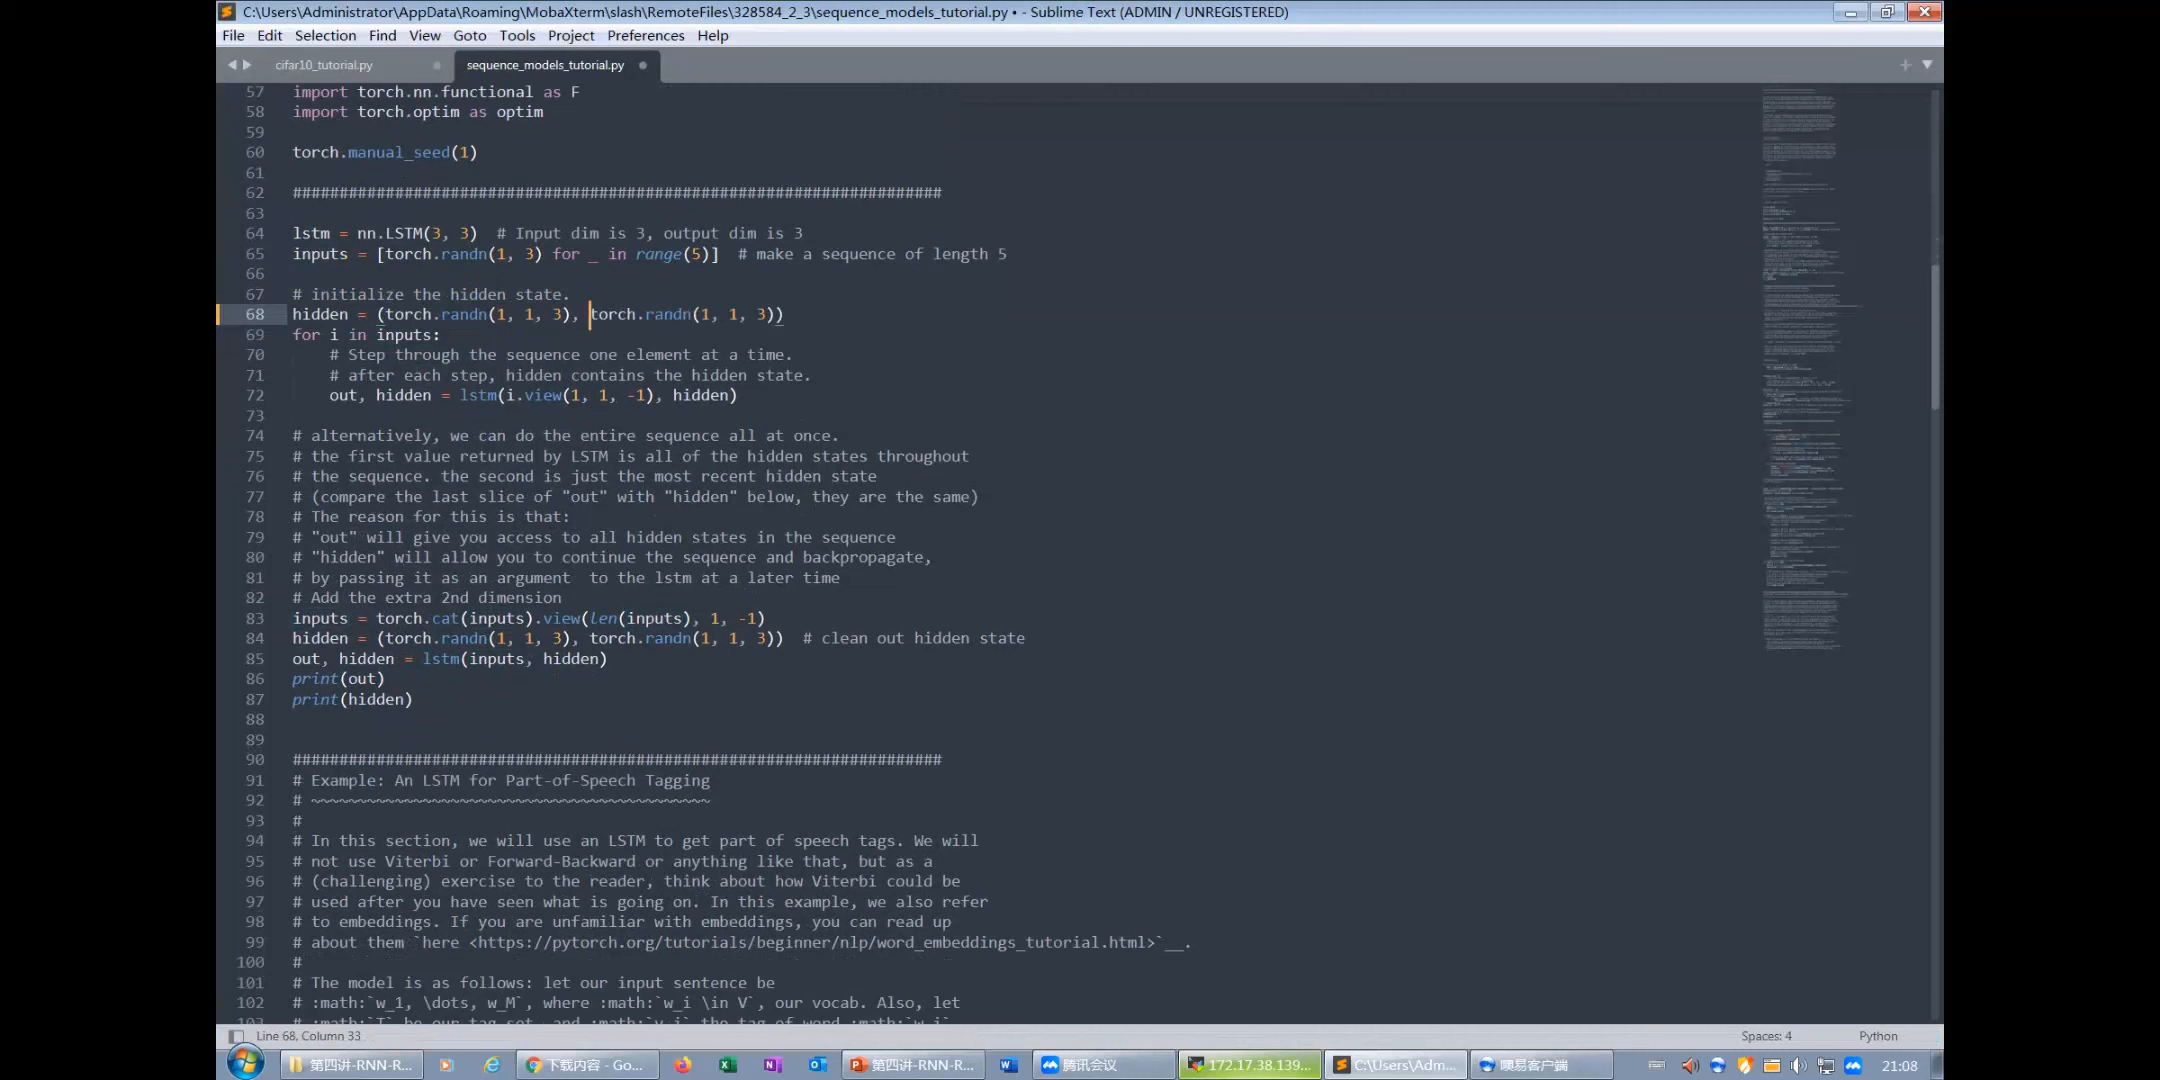 C:\Users\Administrator\AppData\Roaming\MobaXterm\slash\RemoteFiles\328584_2_3\sequence_models_tutorial.py • - Sublime Text (ADMIN / UNREGISTERED)
File Edit Selection Find View Goto Tools Project Preferences Help
cifar10_tutorial.py sequence_models_tutorial.py
57 import torch.nn.functional as F
58 import torch.optim as optim
59
60 torch.manual_seed(1)
61
62 ######################################################################
63
64 lstm = nn.LSTM(3, 3)  # Input dim is 3, output dim is 3
65 inputs = [torch.randn(1, 3) for _ in range(5)]  # make a sequence of length 5
66
67 # initialize the hidden state.
68 hidden = (torch.randn(1, 1, 3), torch.randn(1, 1, 3))
69 for i in inputs:
70     # Step through the sequence one element at a time.
71     # after each step, hidden contains the hidden state.
72     out, hidden = lstm(i.view(1, 1, -1), hidden)
73
74 # alternatively, we can do the entire sequence all at once.
75 # the first value returned by LSTM is all of the hidden states throughout
76 # the sequence. the second is just the most recent hidden state
77 # (compare the last slice of "out" with "hidden" below, they are the same)
78 # The reason for this is that:
79 # "out" will give you access to all hidden states in the sequence
80 # "hidden" will allow you to continue the sequence and backpropagate,
81 # by passing it as an argument  to the lstm at a later time
82 # Add the extra 2nd dimension
83 inputs = torch.cat(inputs).view(len(inputs), 1, -1)
84 hidden = (torch.randn(1, 1, 3), torch.randn(1, 1, 3))  # clean out hidden state
85 out, hidden = lstm(inputs, hidden)
86 print(out)
87 print(hidden)
88
89
90 ######################################################################
91 # Example: An LSTM for Part-of-Speech Tagging
92 # ~~~~~~~~~~~~~~~~~~~~~~~~~~~~~~~~~~~~~~~~~~~
93 #
94 # In this section, we will use an LSTM to get part of speech tags. We will
95 # not use Viterbi or Forward-Backward or anything like that, but as a
96 # (challenging) exercise to the reader, think about how Viterbi could be
97 # used after you have seen what is going on. In this example, we also refer
98 # to embeddings. If you are unfamiliar with embeddings, you can read up
99 # about them `here <https://pytorch.org/tutorials/beginner/nlp/word_embeddings_tutorial.html>`__.
100 #
101 # The model is as follows: let our input sentence be
102 # :math:`w_1, \dots, w_M`, where :math:`w_i \in V`, our vocab. Also, let
103 # :math:`T` be our tag set, and :math:`y_i` the tag of word :math:`w_i`.
Line 68, Column 33 Spaces: 4 Python
第四讲-RNN-R... 下载内容 - Go... 第四讲-RNN-R... 腾讯会议 172.17.38.139... C:\Users\Adm... 噢易客户端 21:08